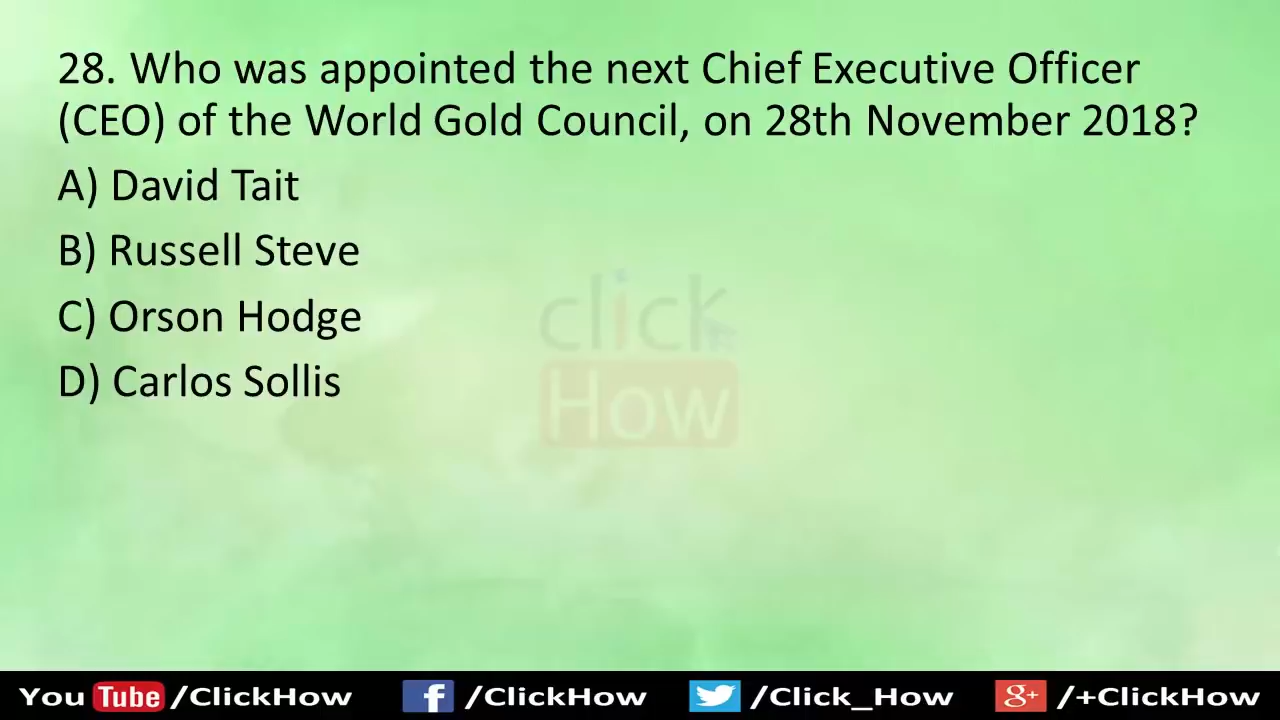 28. Who was appointed the next Chief Executive Officer
(CEO) of the World Gold Council, on 28th November 2018?
A) David Tait
B) Russell Steve
C) Orson Hodge
D) Carlos Sollis
click
How
You Tube /ClickHow f /ClickHow /Click_How g+ /+ClickHow